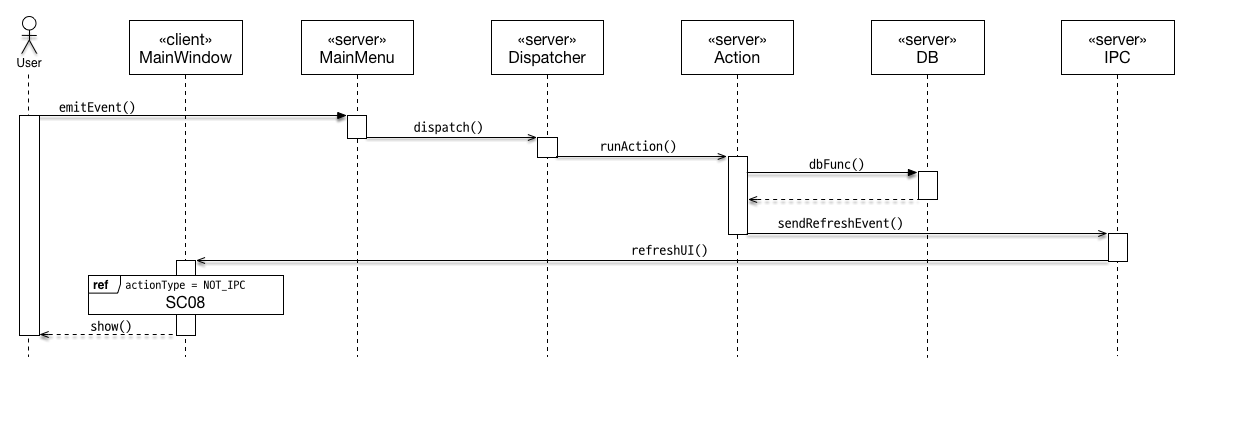 User
«client»
MainWindow
«server»
MainMenu
«server»
Dispatcher
«server»
Action
«server»
DB
«server»
IPC
emitEvent()
dispatch()
runAction()
dbFunc()
sendRefreshEvent()
refreshUI()
ref actionType = NOT_IPC
SC08
show()